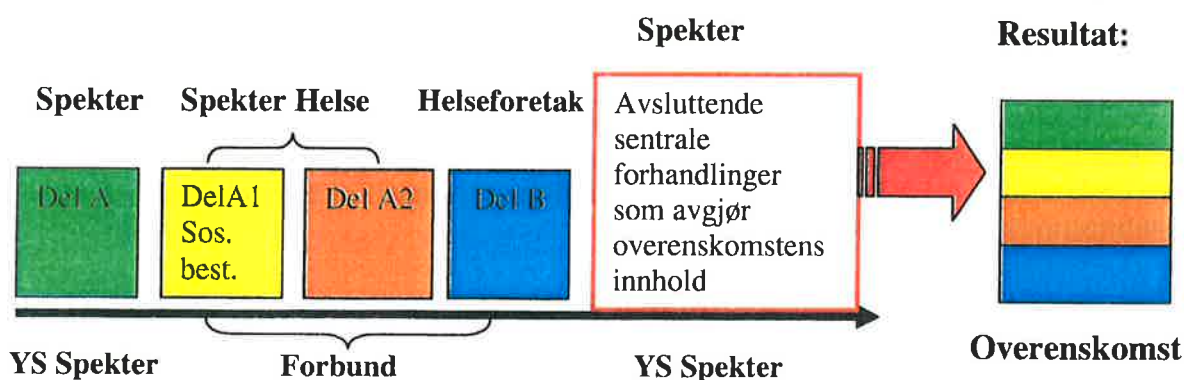 Spekter
Resultat:
Spekter
Spekter Helse
Helseforetak
Del A
DelA1
Sos.
best.
Del A2
Del B
Avsluttende
sentrale
forhandlinger
som avgjør
overenskomstens
innhold
YS Spekter
Forbund
YS Spekter
Overenskomst